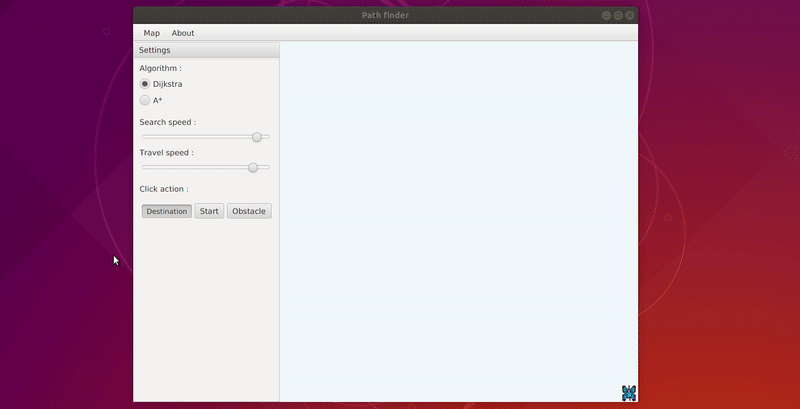 Path finder
Map About
Settings
Algorithm :
Dijkstra
A*
Search speed :
Travel speed :
Click action :
Destination Start Obstacle